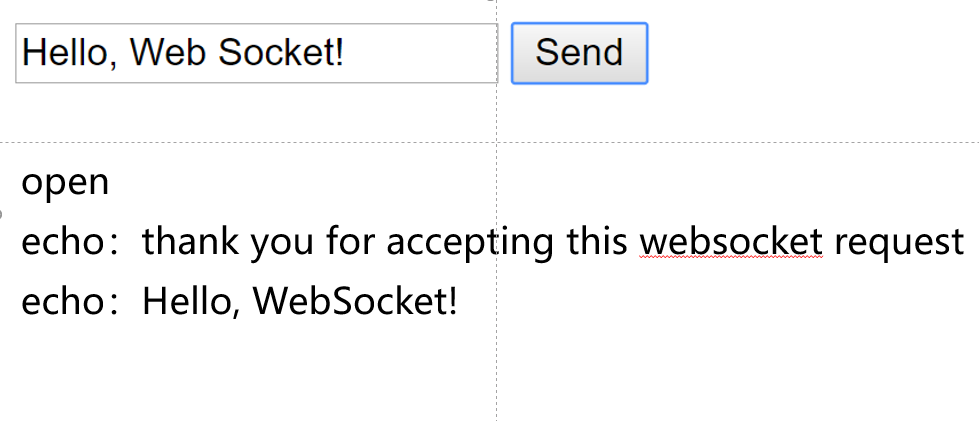 Hello, Web Socket! Send
open
echo：thank you for accepting this websocket request
echo：Hello, WebSocket!